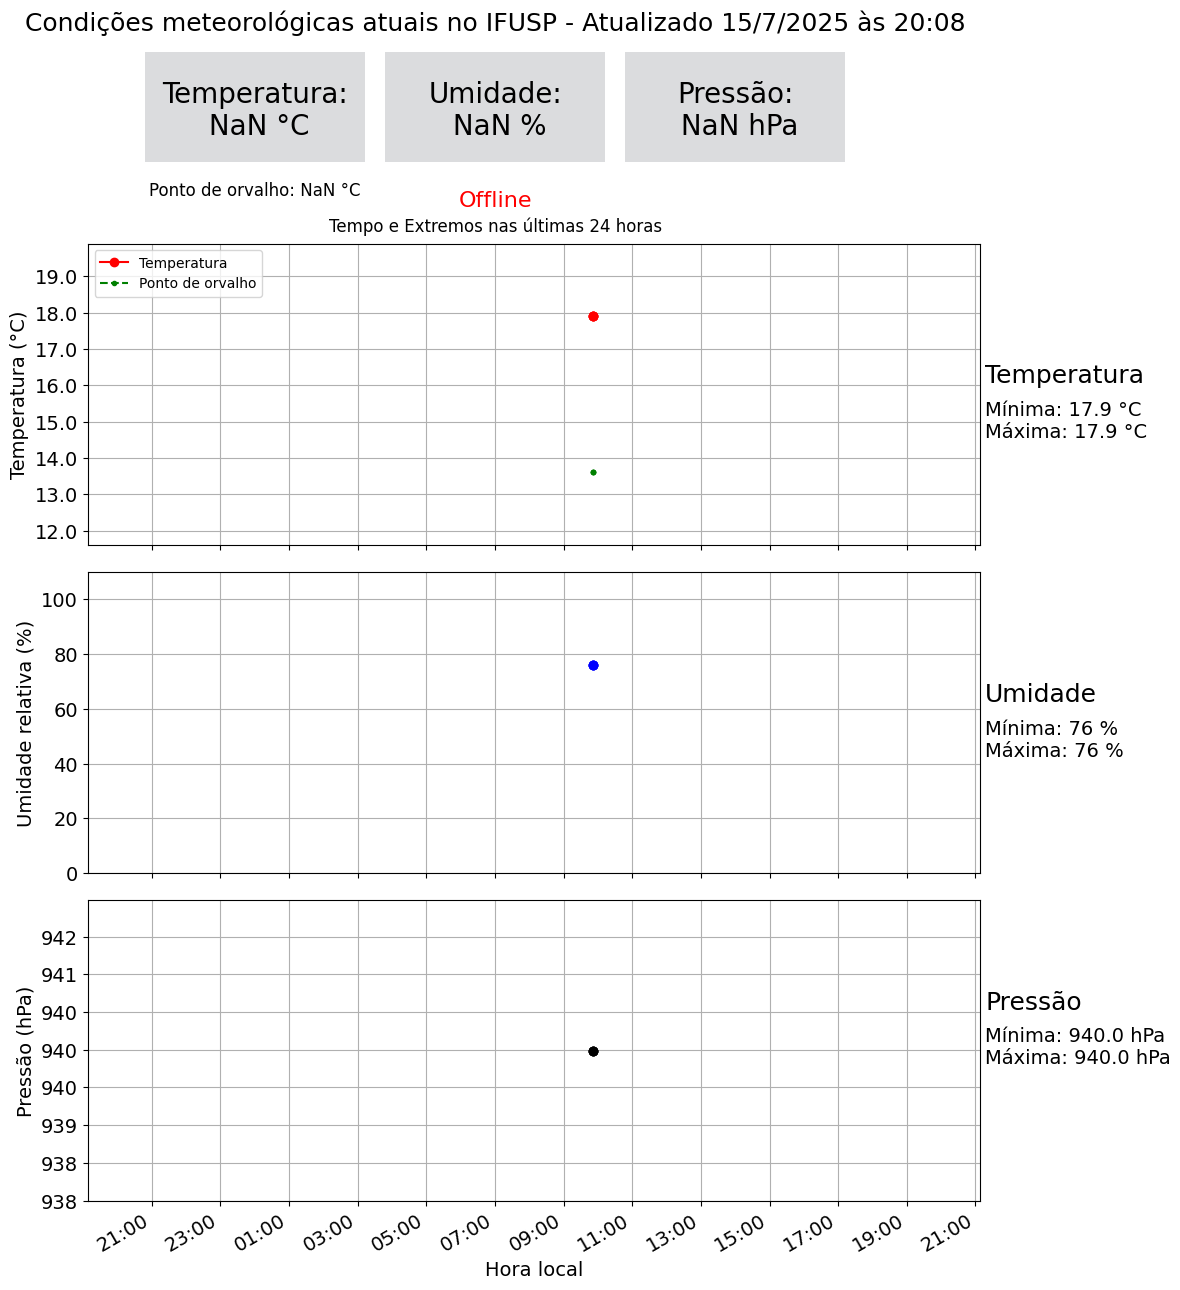 Condições meteorológicas atuais no IFUSP - Atualizado 15/7/2025 às 20:08
Temperatura:
NaN °C
Umidade:
NaN %
Pressão:
NaN hPa
Ponto de orvalho: NaN °C
Offline
Tempo e Extremos nas últimas 24 horas
Temperatura
Ponto de orvalho
Temperatura (°C)
19.0
18.0
17.0
16.0
15.0
14.0
13.0
12.0
Temperatura
Mínima: 17.9 °C
Máxima: 17.9 °C
Umidade relativa (%)
100
80
60
40
20
0
Umidade
Mínima: 76 %
Máxima: 76 %
Pressão (hPa)
942
941
940
940
940
939
938
938
Pressão
Mínima: 940.0 hPa
Máxima: 940.0 hPa
21:00 23:00 01:00 03:00 05:00 07:00 09:00 11:00 13:00 15:00 17:00 19:00 21:00
Hora local